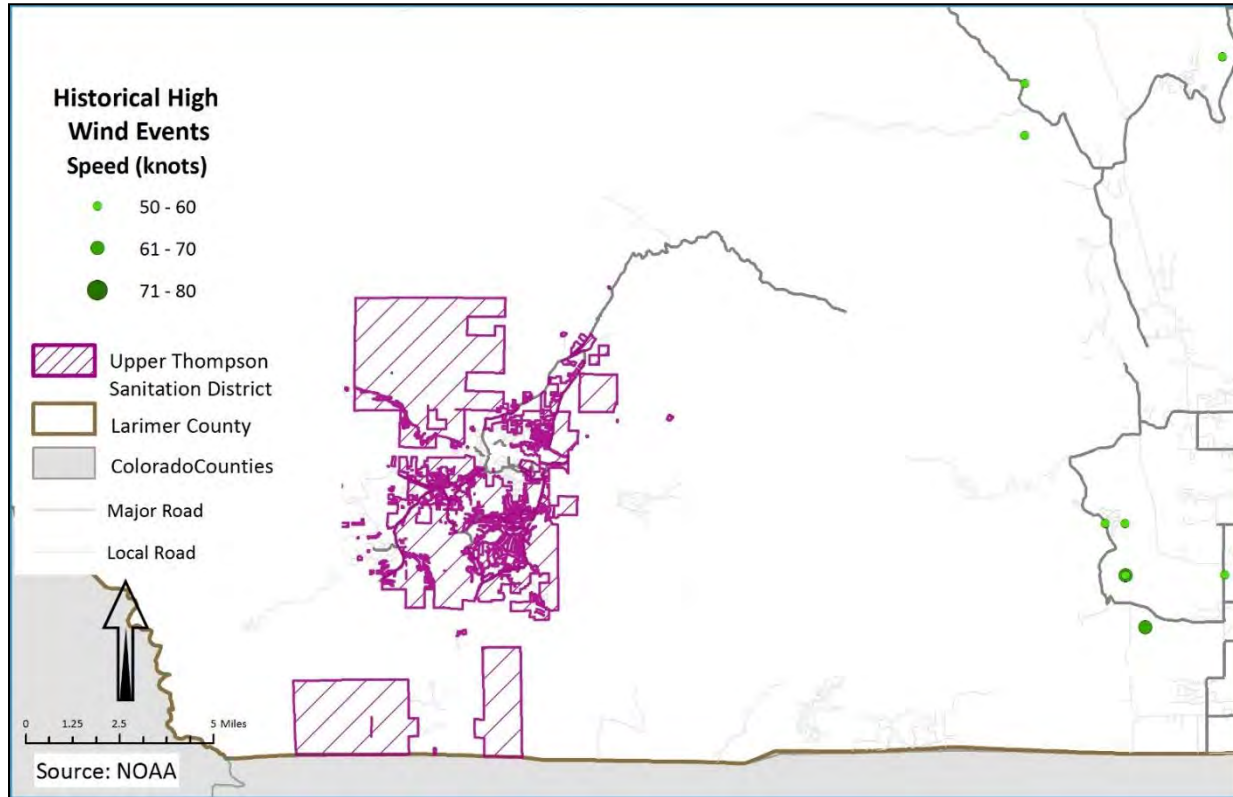 Historical High
Wind Events
Speed (knots)
50 - 60
61 - 70
71 - 80
Upper Thompson
Sanitation District
Larimer County
ColoradoCounties
Major Road
Local Road
0 1.25 2.5 5 Miles
Source: NOAA